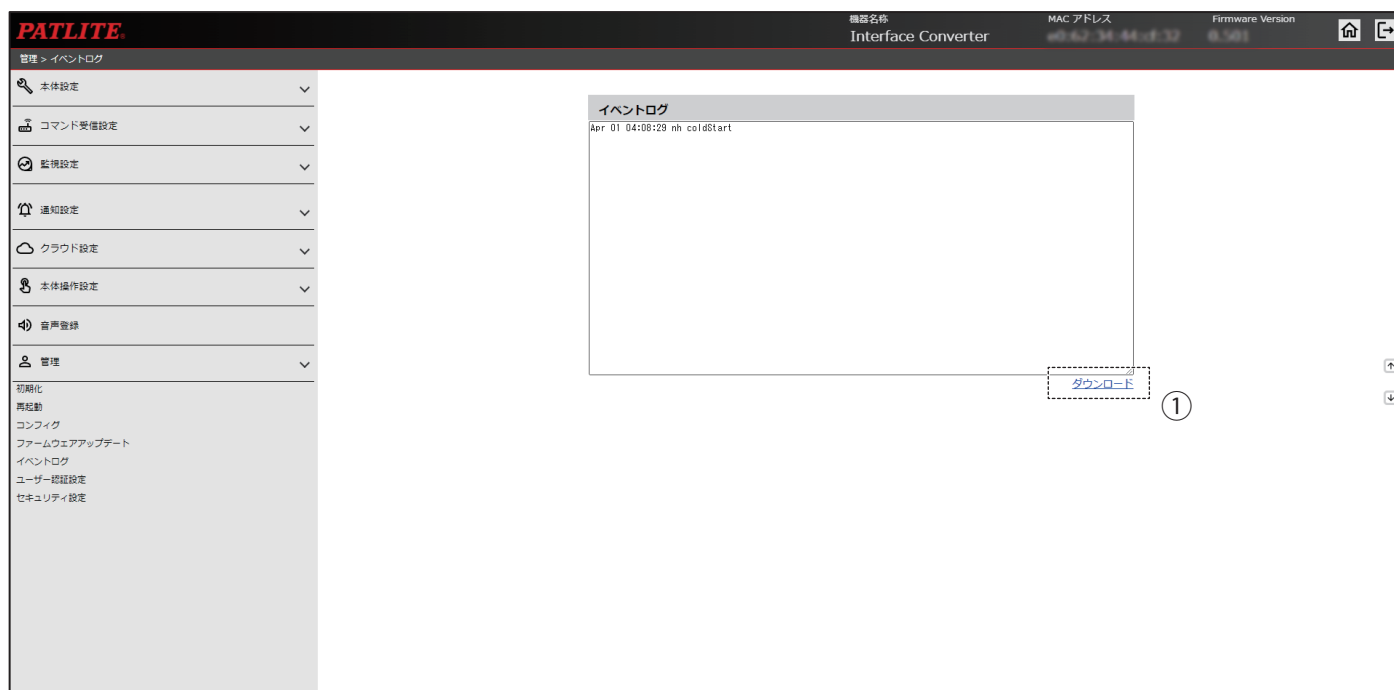 PATLITE
機器名称
Interface Converter
MAC アドレス
Firmware Version
管理 > イベントログ
本体設定
コマンド受信設定
監視設定
通知設定
クラウド設定
本体操作設定
音声登録
管理
初期化
再起動
コンフィグ
ファームウェアアップデート
イベントログ
ユーザー認証設定
セキュリティ設定
イベントログ
Apr 01 04:08:29 nh coldStart
ダウンロード
①